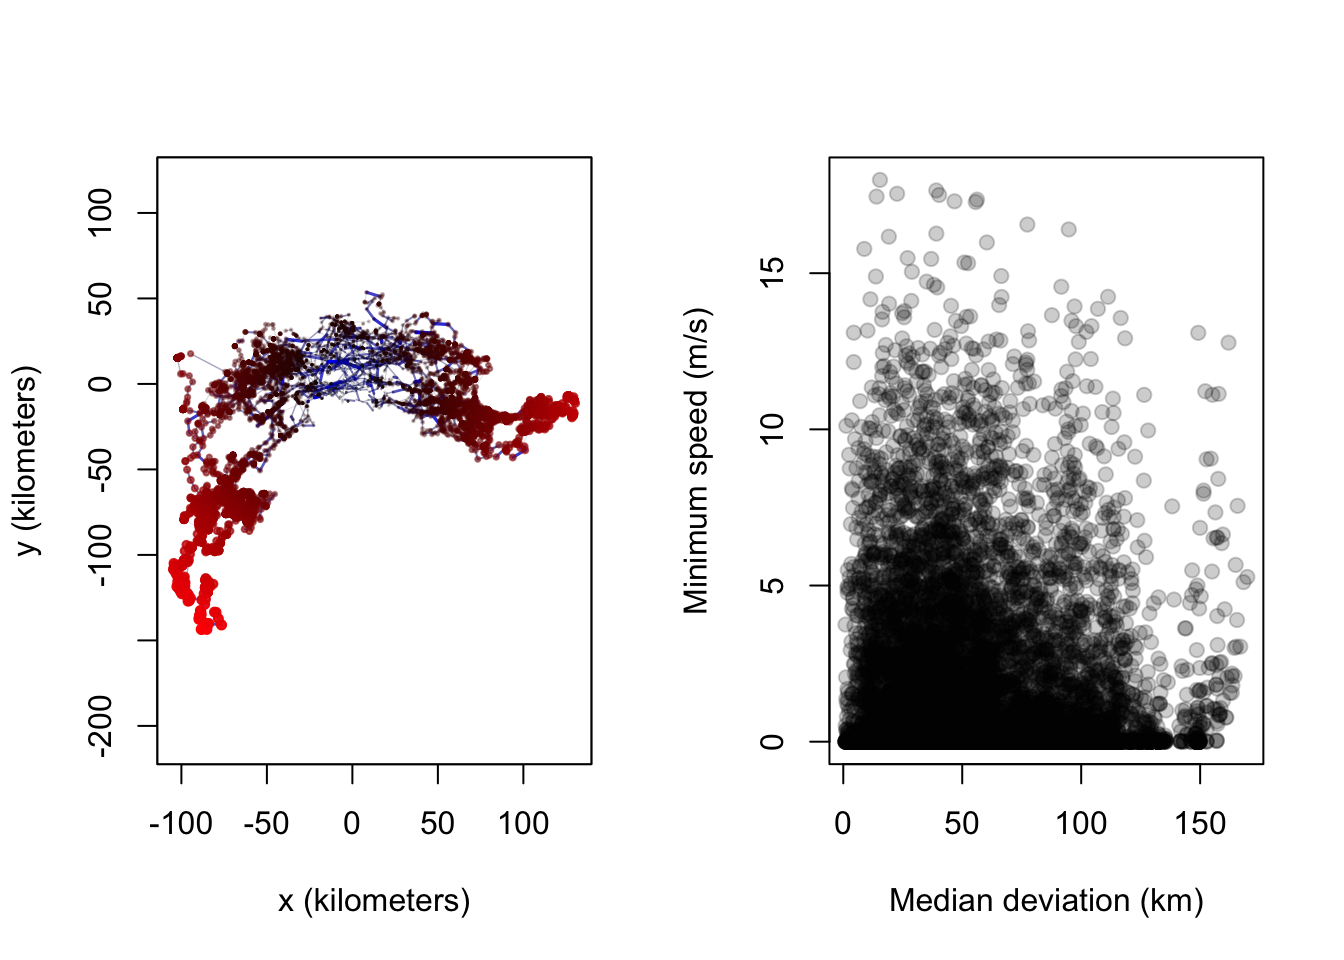 y (kilometers)
100
50
0
-50
-100
-200
-100 -50 0 50 100
x (kilometers)
Minimum speed (m/s)
15
10
5
0
0 50 100 150
Median deviation (km)